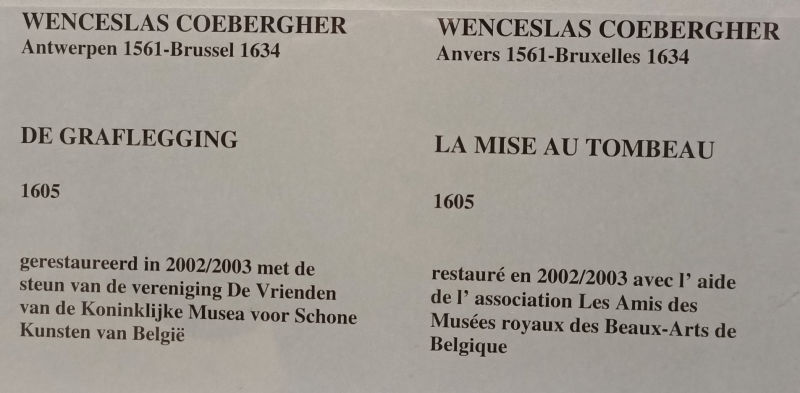 WENCESLAS COEBERGHER
Antwerpen 1561-Brussel 1634
DE GRAFLEGGING
1605
gerestaureerd in 2002/2003 met de
steun van de vereniging De Vrienden
van de Koninklijke Musea voor Schone
Kunsten van België
WENCESLAS COEBERGHER
Anvers 1561-Bruxelles 1634
LA MISE AU TOMBEAU
1605
restauré en 2002/2003 avec l' aide
de l' association Les Amis des
Musées royaux des Beaux-Arts de
Belgique